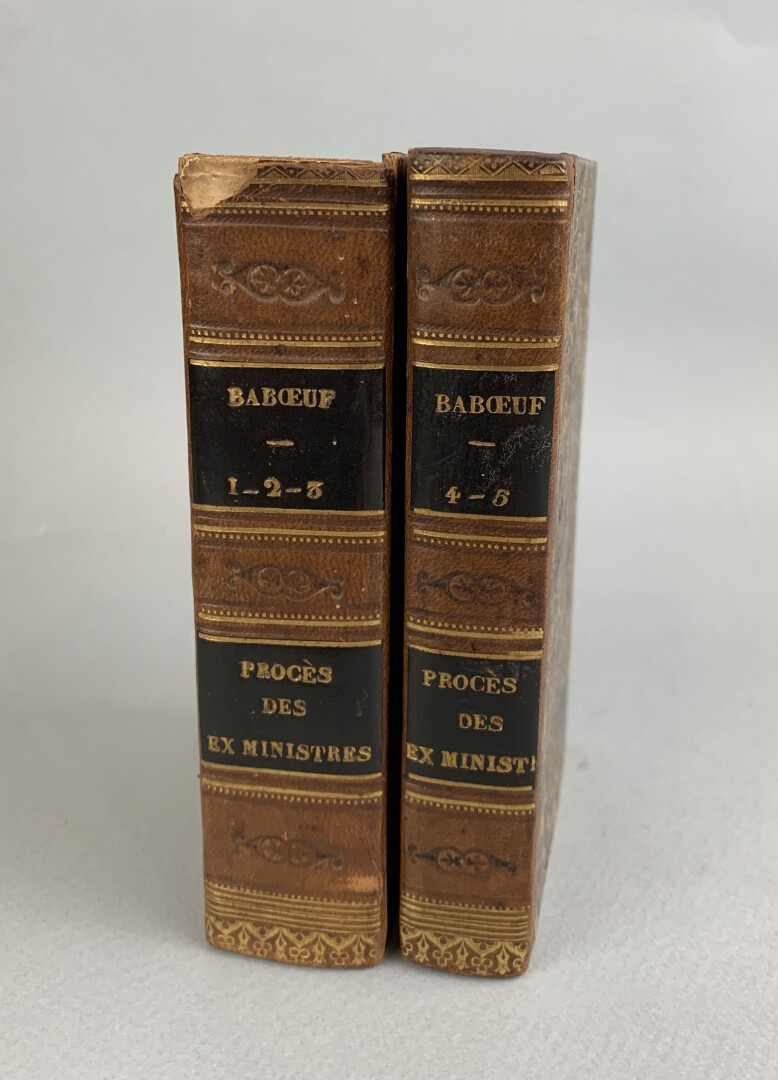 BABŒUF
1-2-3
PROCÈS
DES
EX MINISTRES
BABŒUF
4-5
PROCÈS
DES
EX MINIST